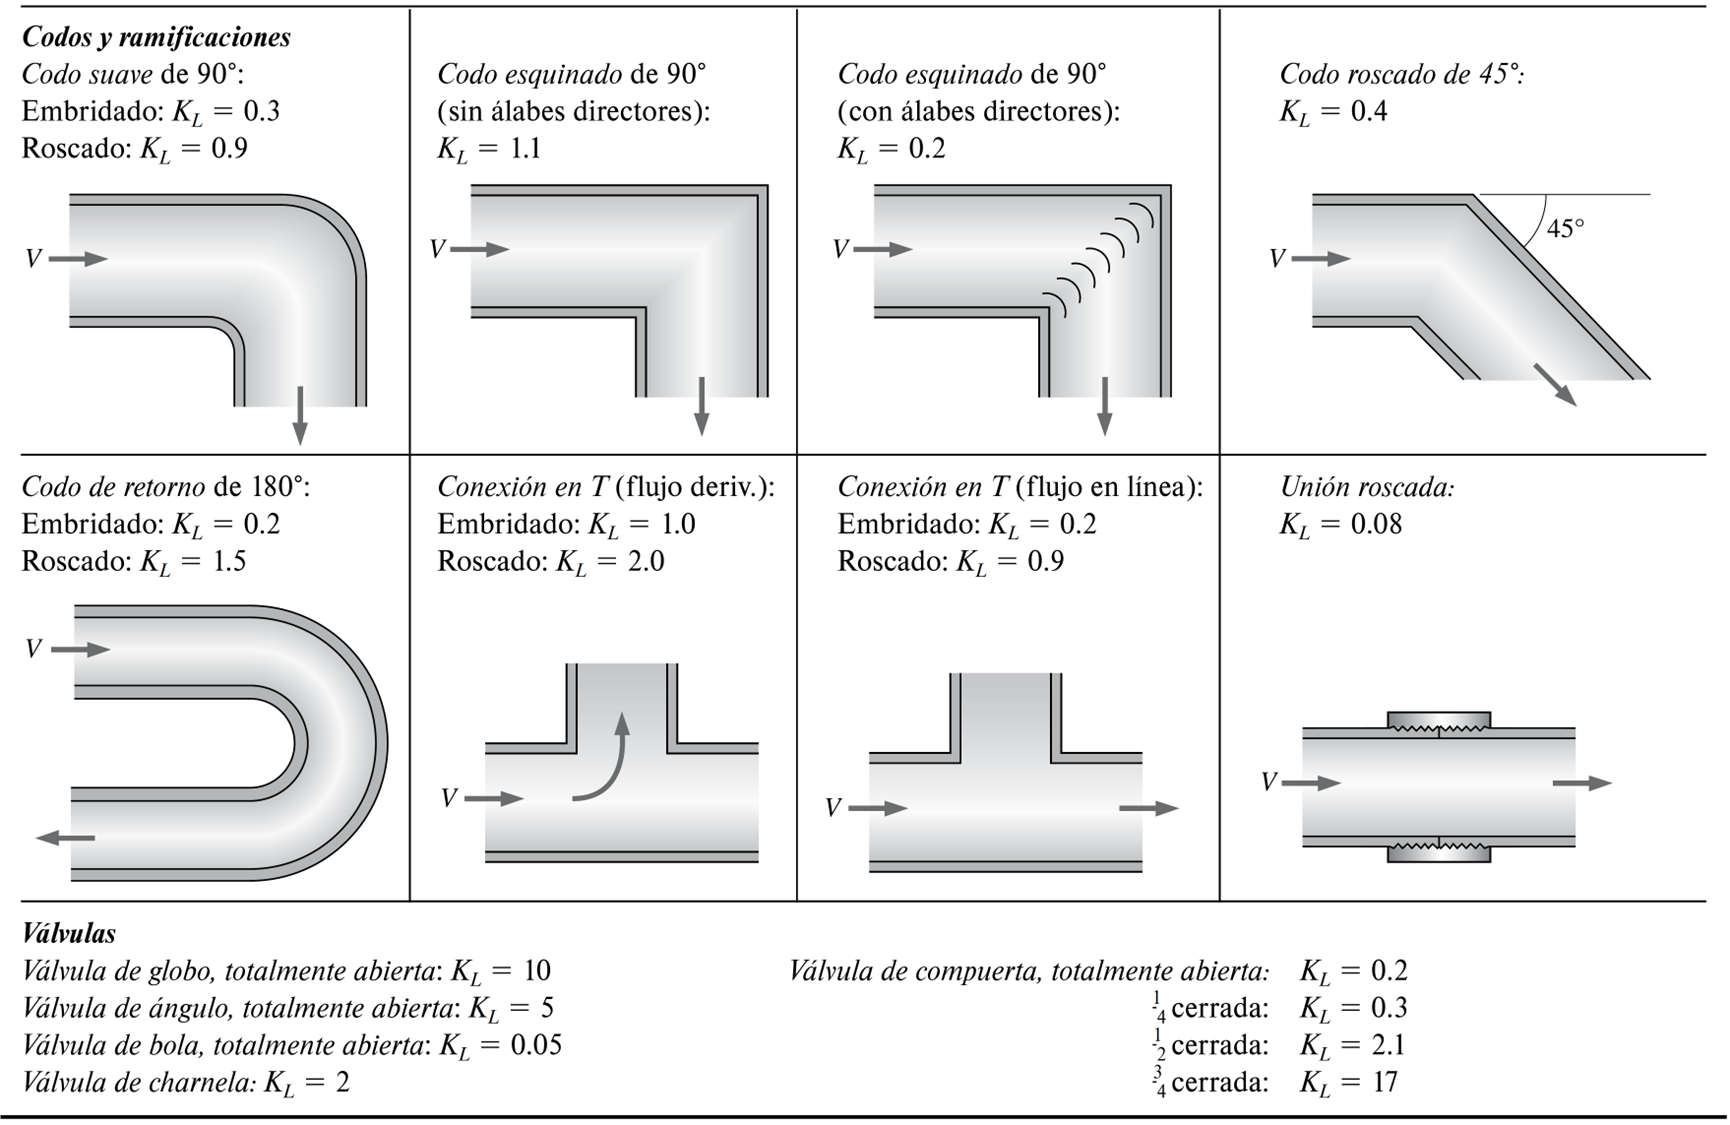 Codos y ramificaciones
Codo suave de 90°:
Embridado: K_L = 0.3
Roscado: K_L = 0.9
V
Codo esquinado de 90°
(sin álabes directores):
K_L = 1.1
V
Codo esquinado de 90°
(con álabes directores):
K_L = 0.2
V
Codo roscado de 45°:
K_L = 0.4
45°
V
Codo de retorno de 180°:
Embridado: K_L = 0.2
Roscado: K_L = 1.5
V
Conexión en T (flujo deriv.):
Embridado: K_L = 1.0
Roscado: K_L = 2.0
V
Conexión en T (flujo en línea):
Embridado: K_L = 0.2
Roscado: K_L = 0.9
V
Unión roscada:
K_L = 0.08
V
Válvulas
Válvula de globo, totalmente abierta: K_L = 10
Válvula de ángulo, totalmente abierta: K_L = 5
Válvula de bola, totalmente abierta: K_L = 0.05
Válvula de charnela: K_L = 2
Válvula de compuerta, totalmente abierta: K_L = 0.2
1/4 cerrada: K_L = 0.3
1/2 cerrada: K_L = 2.1
3/4 cerrada: K_L = 17